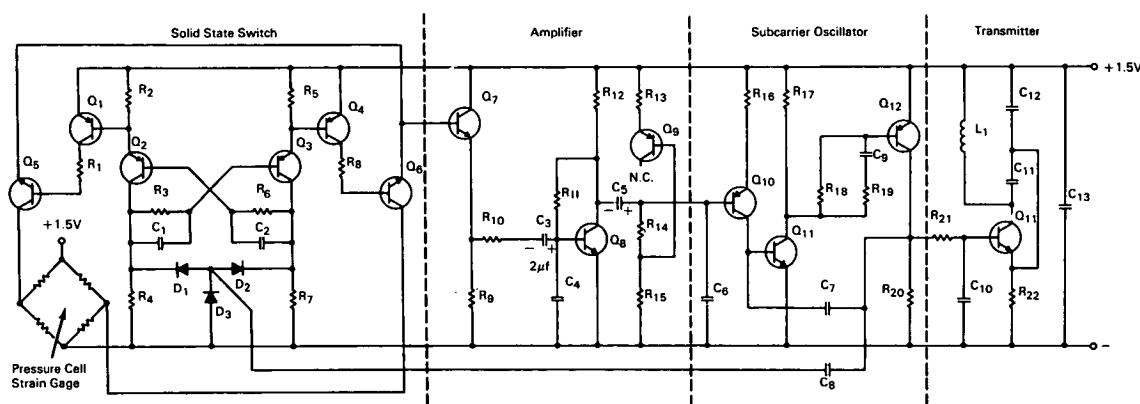 Solid State Switch
Amplifier
Subcarrier Oscillator
Transmitter
+1.5V
Q1
R2
R5
Q4
Q7
R12
R13
R16
R17
Q12
C12
Q2
Q3
Q9
L1
Q5
R1
R8
Q6
N.C.
C9
C11
C13
R3
R6
R11
C5
Q10
R18
R19
+1.5V
C1
C2
R10
C3
− +
R14
Q8
Q11
R21
Q11
− +
2μf
R4
D1
D2
R7
D3
R9
C4
R15
C6
C7
R20
C10
R22
−
C8
Pressure Cell
Strain Gage